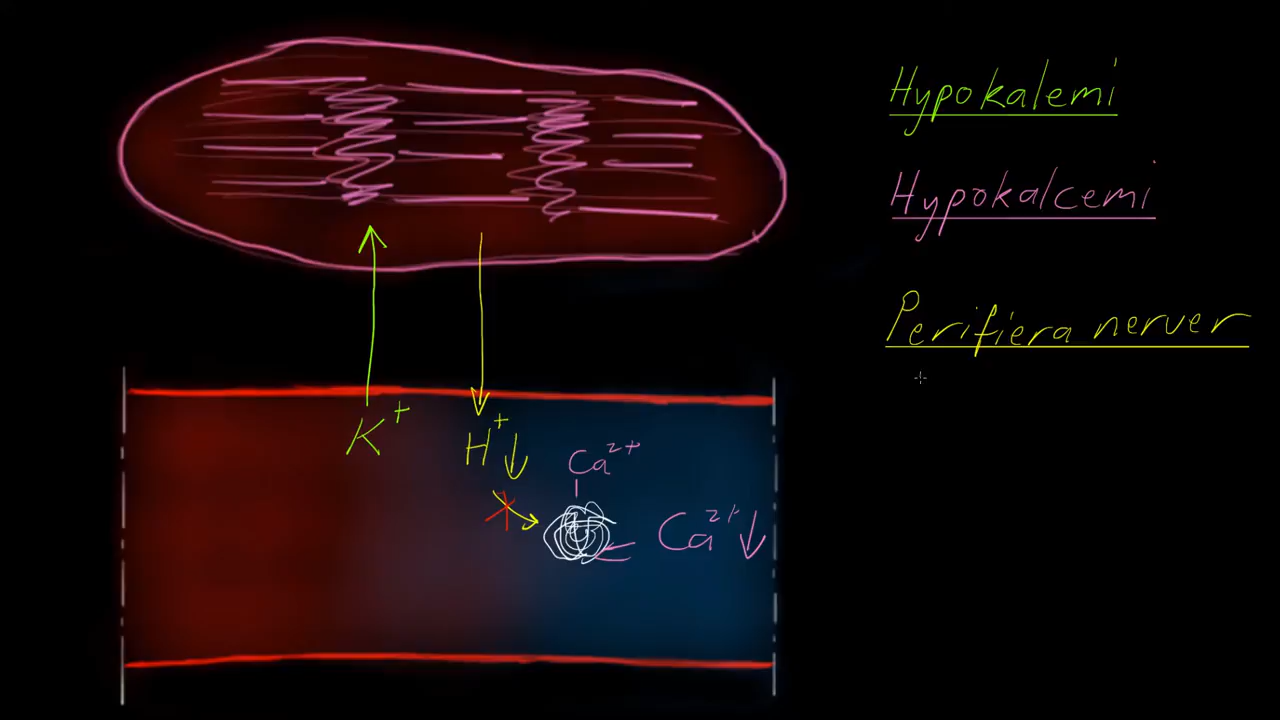 Hypokalemi
Hypokalcemi
Perifiera nerver
K+
H+↓
Ca2+
Ca2+↓